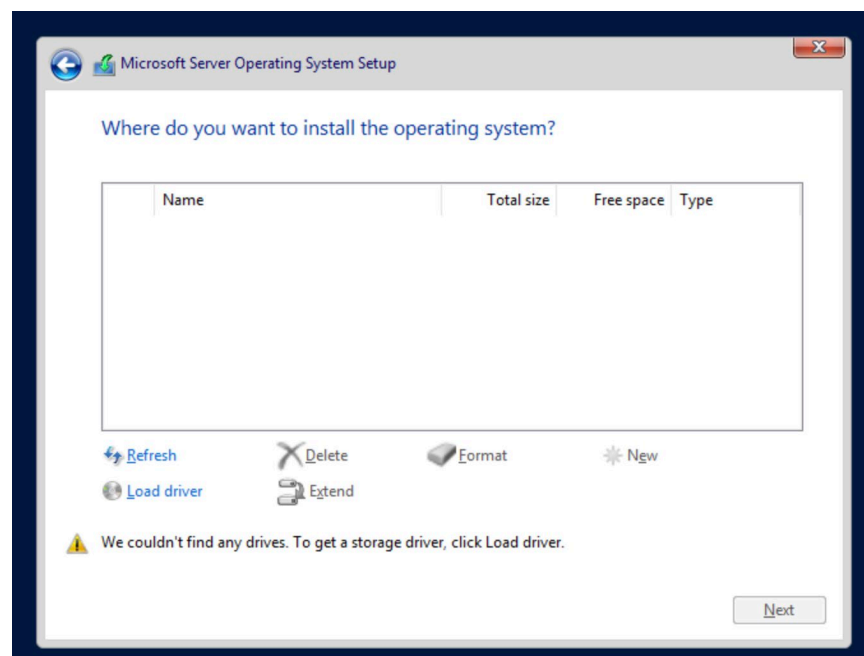 Microsoft Server Operating System Setup
Where do you want to install the operating system?
Name Total size Free space Type
Refresh Delete Format New
Load driver Extend
We couldn't find any drives. To get a storage driver, click Load driver.
Next